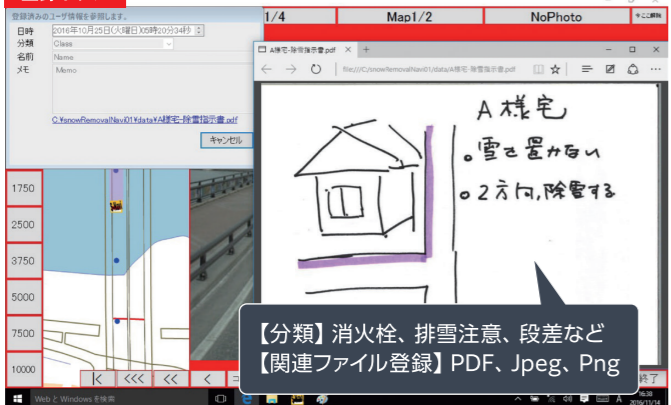 1/4
Map1/2
NoPhoto
登録済みのユーザ情報を参照します。
日時
2016年10月25日(火曜日)05時20分34秒
分類
Class
名前
Name
メモ
Memo
C:¥snowRemovalNavi01¥data¥A様宅-除雪指示書.pdf
キャンセル
A様宅-除雪指示書.pdf
file:///C:/snowRemovalNavi01/data/A様宅-除雪指示書.pdf
A様宅
雪を置かない
2方向、除雪する
1750
2500
3750
5000
7500
10000
|<
<<<
<<
<
【分類】消火栓、排雪注意、段差など
【関連ファイル登録】PDF、Jpeg、Png
終了
Web と Windows を検索
A
16:38
2016/11/14